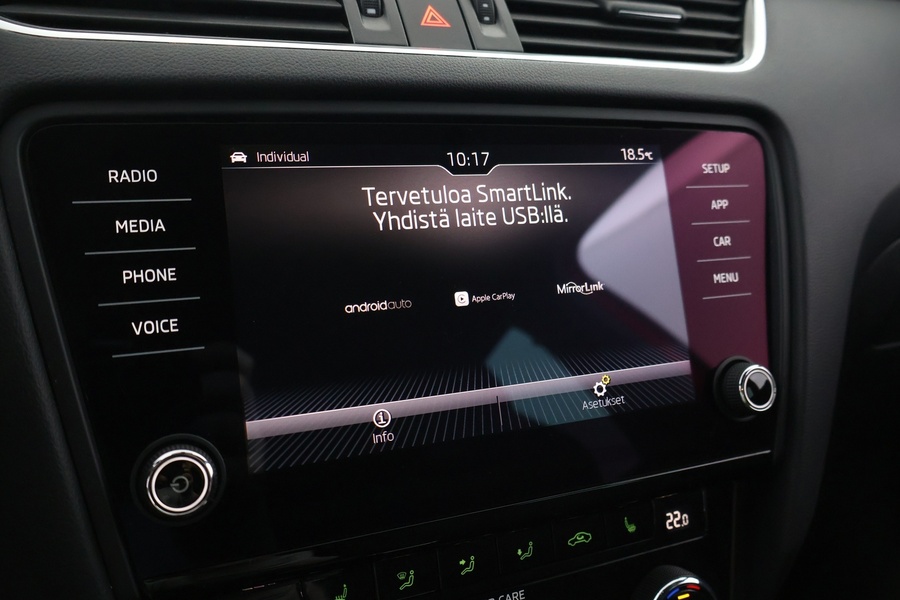 RADIO
MEDIA
PHONE
VOICE
Individual
10:17
18.5°C
Tervetuloa SmartLink.
Yhdistä laite USB:llä.
androidauto
Apple CarPlay
MirrorLink
Info
Asetukset
SETUP
APP
CAR
MENU
22.0
CARE